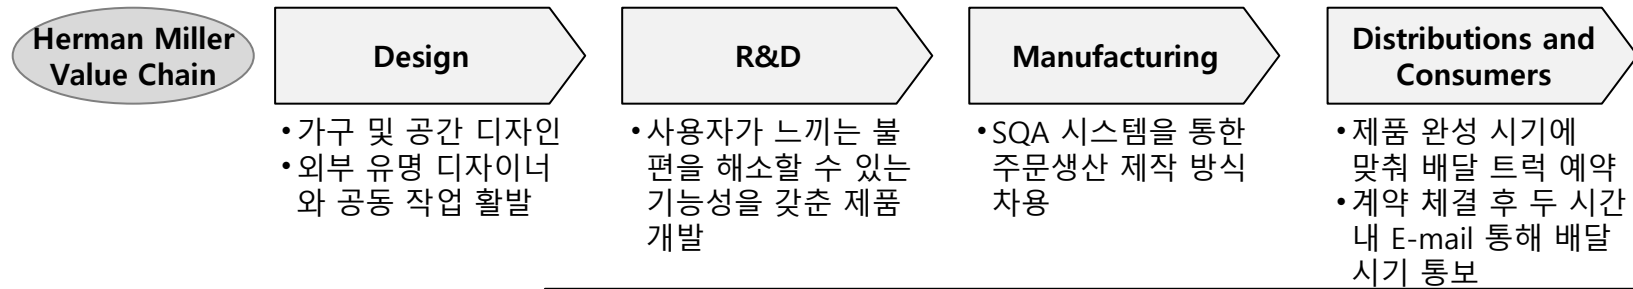 Herman Miller
Value Chain
Design
R&D
Manufacturing
Distributions and
Consumers
•가구 및 공간 디자인
•외부 유명 디자이너
와 공동 작업 활발
•사용자가 느끼는 불
편을 해소할 수 있는
기능성을 갖춘 제품
개발
•SQA 시스템을 통한
주문생산 제작 방식
차용
•제품 완성 시기에
맞춰 배달 트럭 예약
•계약 체결 후 두 시간
내 E-mail 통해 배달
시기 통보